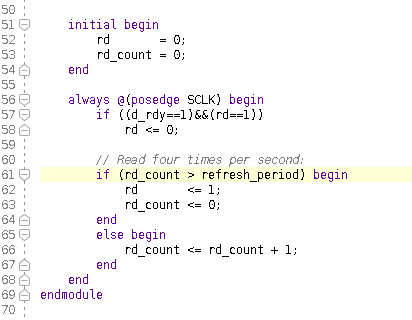 50
51 initial begin
52 rd = 0;
53 rd_count = 0;
54 end
55
56 always @(posedge SCLK) begin
57 if ((d_rdy==1)&&(rd==1))
58 rd <= 0;
59
60 // Read four times per second:
61 if (rd_count > refresh_period) begin
62 rd <= 1;
63 rd_count <= 0;
64 end
65 else begin
66 rd_count <= rd_count + 1;
67 end
68 end
69 endmodule
70